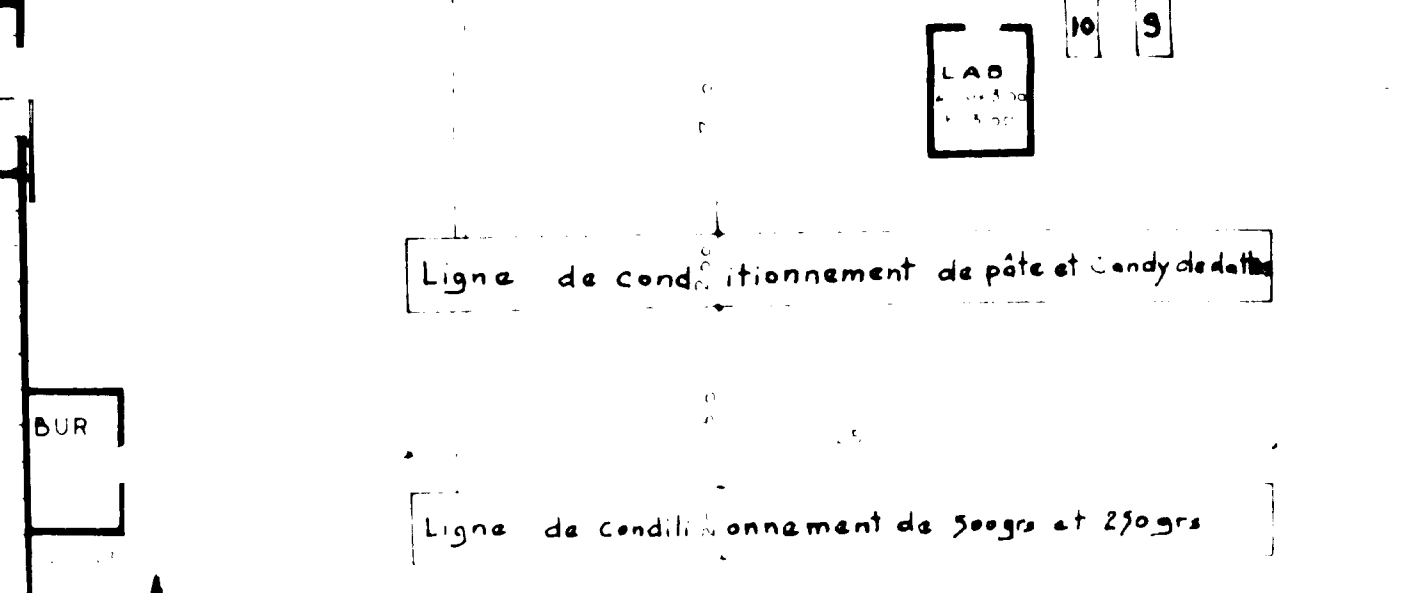 10 9
LAB
Ligne de conditionnement de pâte et Candy de dattes
BUR
Ligne de conditionnement de 500grs et 250grs